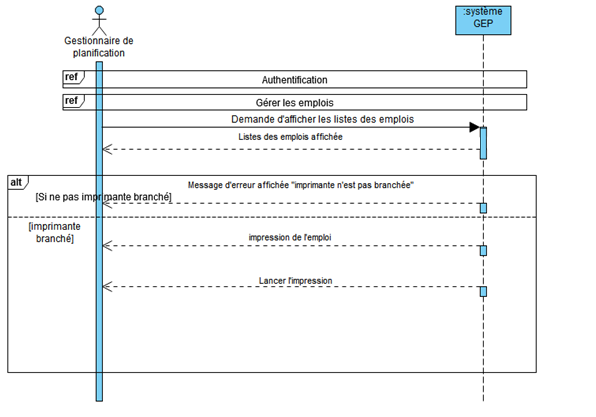 :système
GEP
Gestionnaire de
planification
ref
Authentification
ref
Gérer les emplois
Demande d'afficher les listes des emplois
Listes des emplois affichée
alt
Message d'erreur affichée "imprimante n'est pas branchée"
[Si ne pas imprimante branché]
[imprimante
branché]
impression de l'emploi
Lancer l'impression